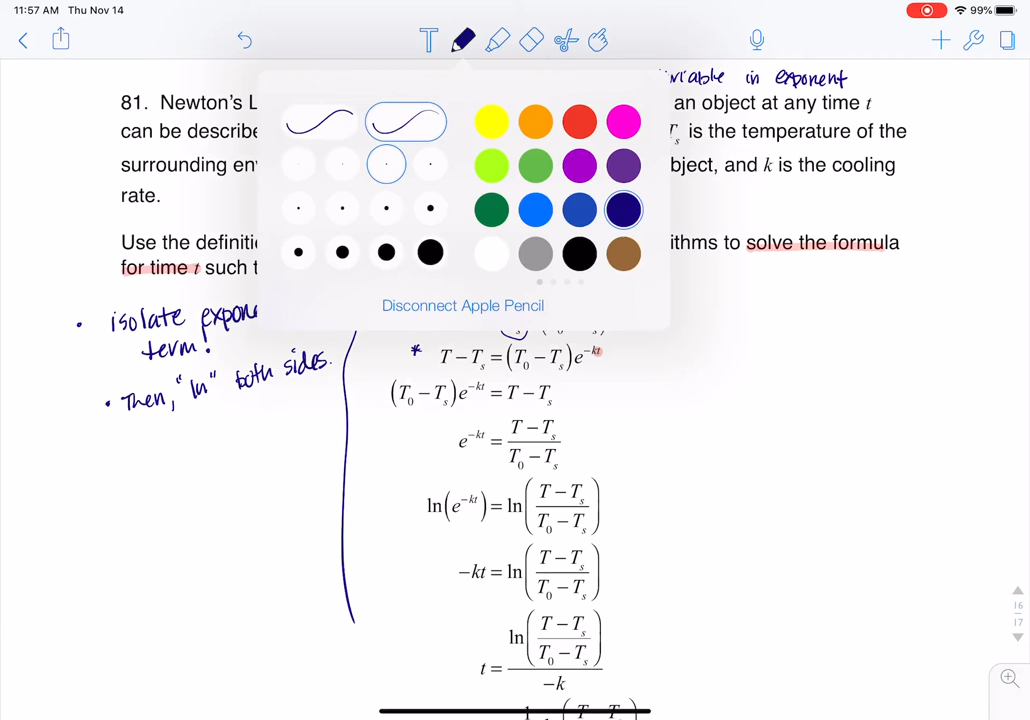 11:57 AM Thu Nov 14
99%
variable in exponent
81. Newton's L an object at any time t
can be describe T_s is the temperature of the
surrounding en bject, and k is the cooling
rate.
Use the definiti ithms to solve the formula
for time t such t
Disconnect Apple Pencil
• isolate expone
term!
• Then, "ln" both sides.
* T − T_s = (T_0 − T_s)e^{−kt}
(T_0 − T_s)e^{−kt} = T − T_s
e^{−kt} = (T − T_s)/(T_0 − T_s)
ln(e^{−kt}) = ln((T − T_s)/(T_0 − T_s))
−kt = ln((T − T_s)/(T_0 − T_s))
t = ln((T − T_s)/(T_0 − T_s))/(−k)
16
17